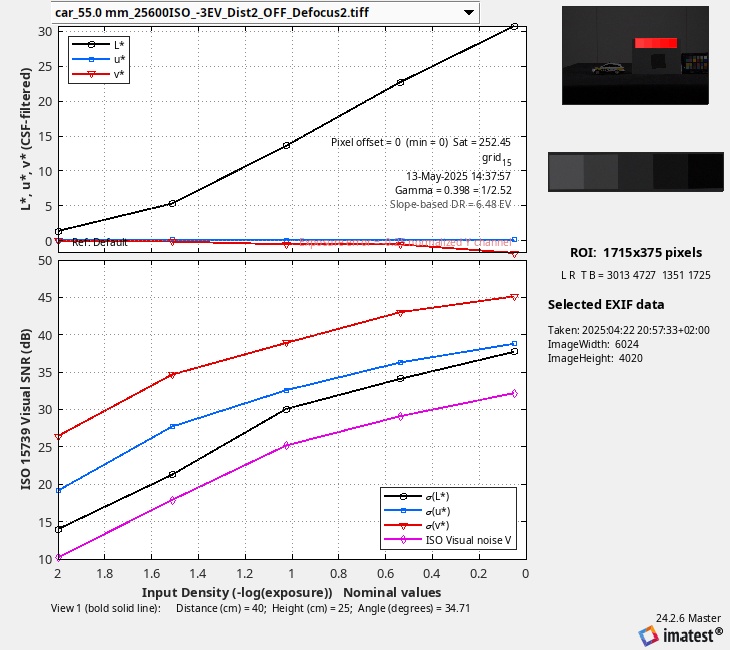 car_55.0 mm_25600ISO_-3EV_Dist2_OFF_Defocus2.tiff
30
25
20
15
10
5
0
L*, u*, v* (CSF-filtered)
L*
u*
v*
Pixel offset = 0 (min = 0) Sat = 252.45
grid15
13-May-2025 14:37:57
Gamma = 0.398 = 1/2.52
Slope-based DR = 6.48 EV
Ref: Default
50
45
40
35
30
25
20
15
10
ISO 15739 Visual SNR (dB)
σ(L*)
σ(u*)
σ(v*)
ISO Visual noise V
2 1.8 1.6 1.4 1.2 1 0.8 0.6 0.4 0.2 0
Input Density (-log(exposure)) Nominal values
View 1 (bold solid line): Distance (cm) = 40; Height (cm) = 25; Angle (degrees) = 34.71
ROI: 1715x375 pixels
L R T B = 3013 4727 1351 1725
Selected EXIF data
Taken: 2025:04:22 20:57:33+02:00
ImageWidth: 6024
ImageHeight: 4020
24.2.6 Master
imatest®